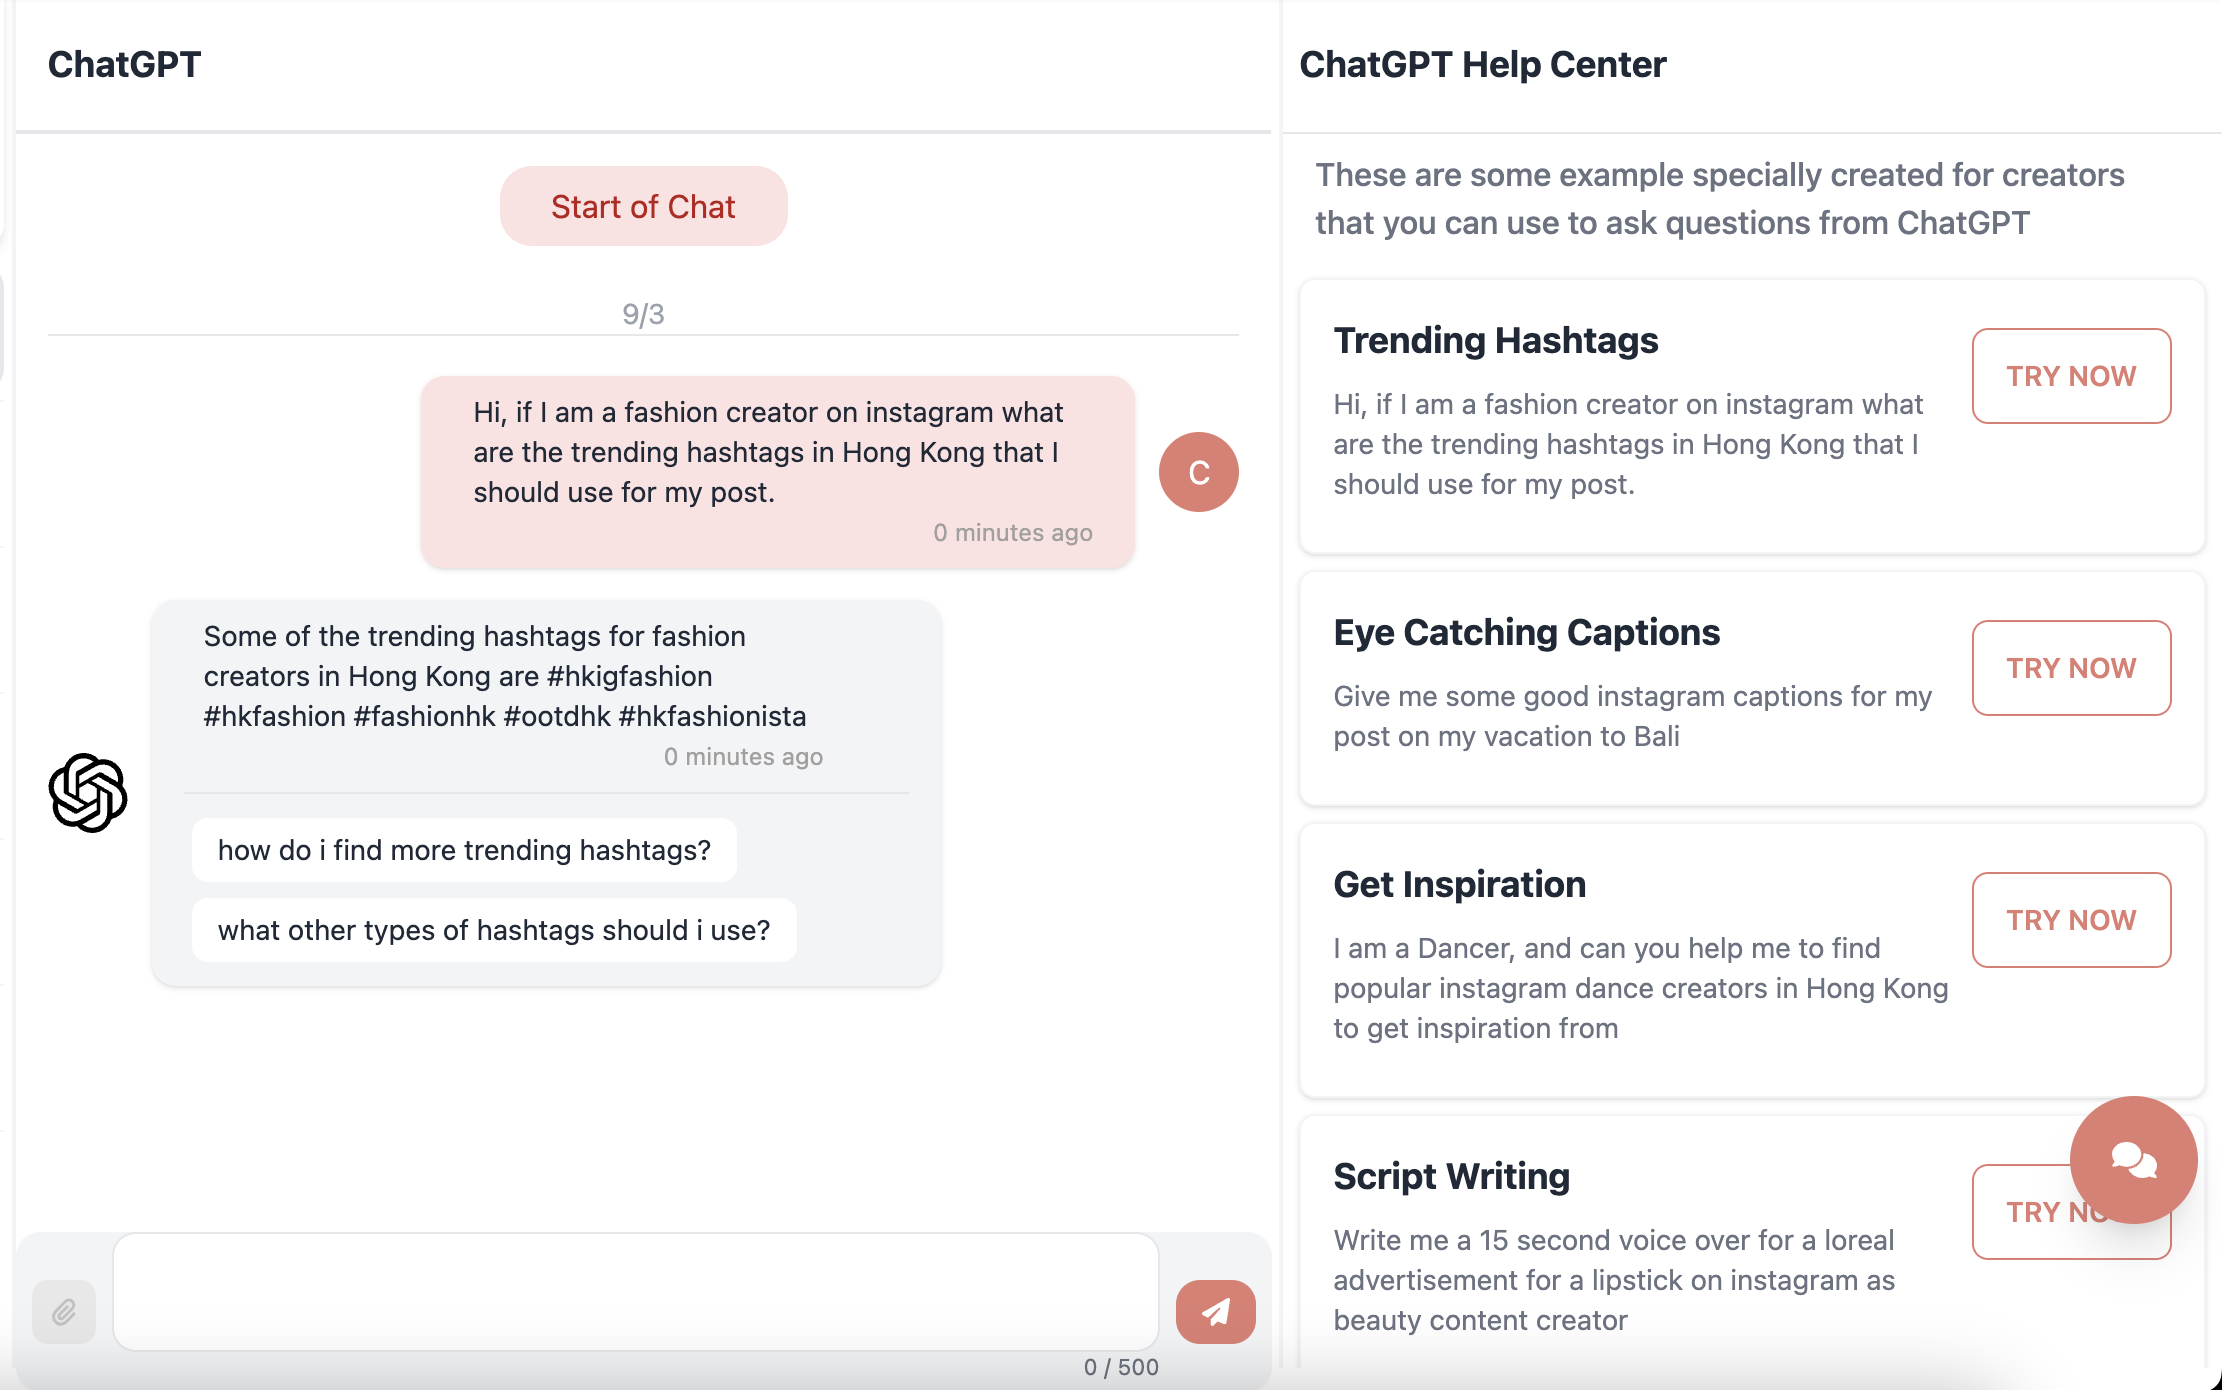 ChatGPT
Start of Chat
9/3
Hi, if I am a fashion creator on instagram what
are the trending hashtags in Hong Kong that I
should use for my post.
0 minutes ago
C
Some of the trending hashtags for fashion
creators in Hong Kong are #hkigfashion
#hkfashion #fashionhk #ootdhk #hkfashionista
0 minutes ago
how do i find more trending hashtags?
what other types of hashtags should i use?
0 / 500
ChatGPT Help Center
These are some example specially created for creators
that you can use to ask questions from ChatGPT
Trending Hashtags
TRY NOW
Hi, if I am a fashion creator on instagram what
are the trending hashtags in Hong Kong that I
should use for my post.
Eye Catching Captions
TRY NOW
Give me some good instagram captions for my
post on my vacation to Bali
Get Inspiration
TRY NOW
I am a Dancer, and can you help me to find
popular instagram dance creators in Hong Kong
to get inspiration from
Script Writing
TRY NO
Write me a 15 second voice over for a loreal
advertisement for a lipstick on instagram as
beauty content creator